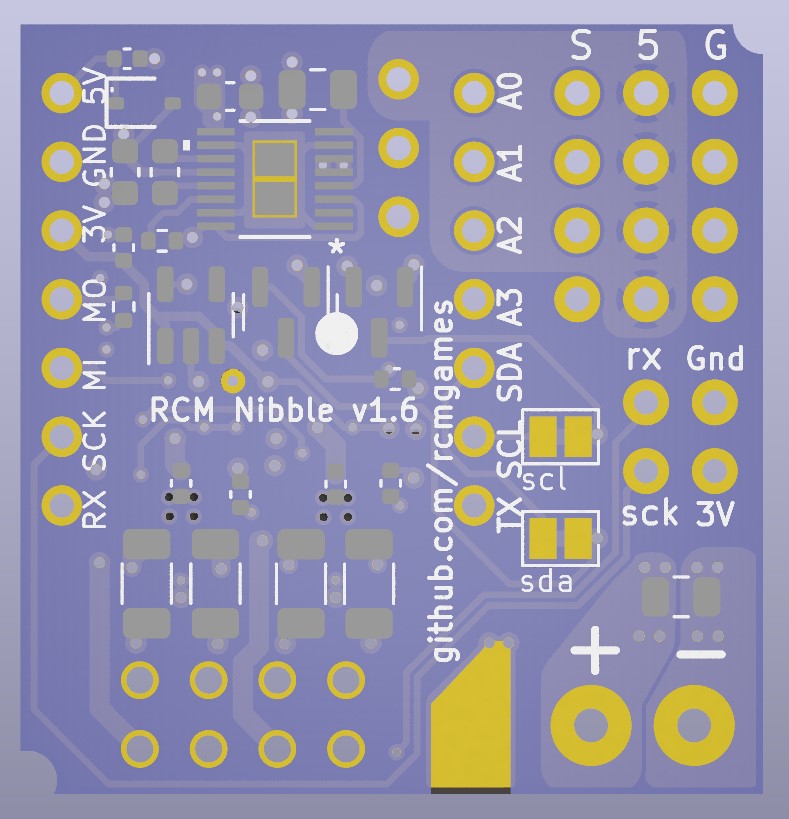 S 5 G
5V
GND
3V
MO
MI
SCK
RX
A0
A1
A2
A3
SDA
SCL
TX
*
RCM Nibble v1.6
github.com/rcmgames
rx Gnd
sck 3V
scl
sda
+ −